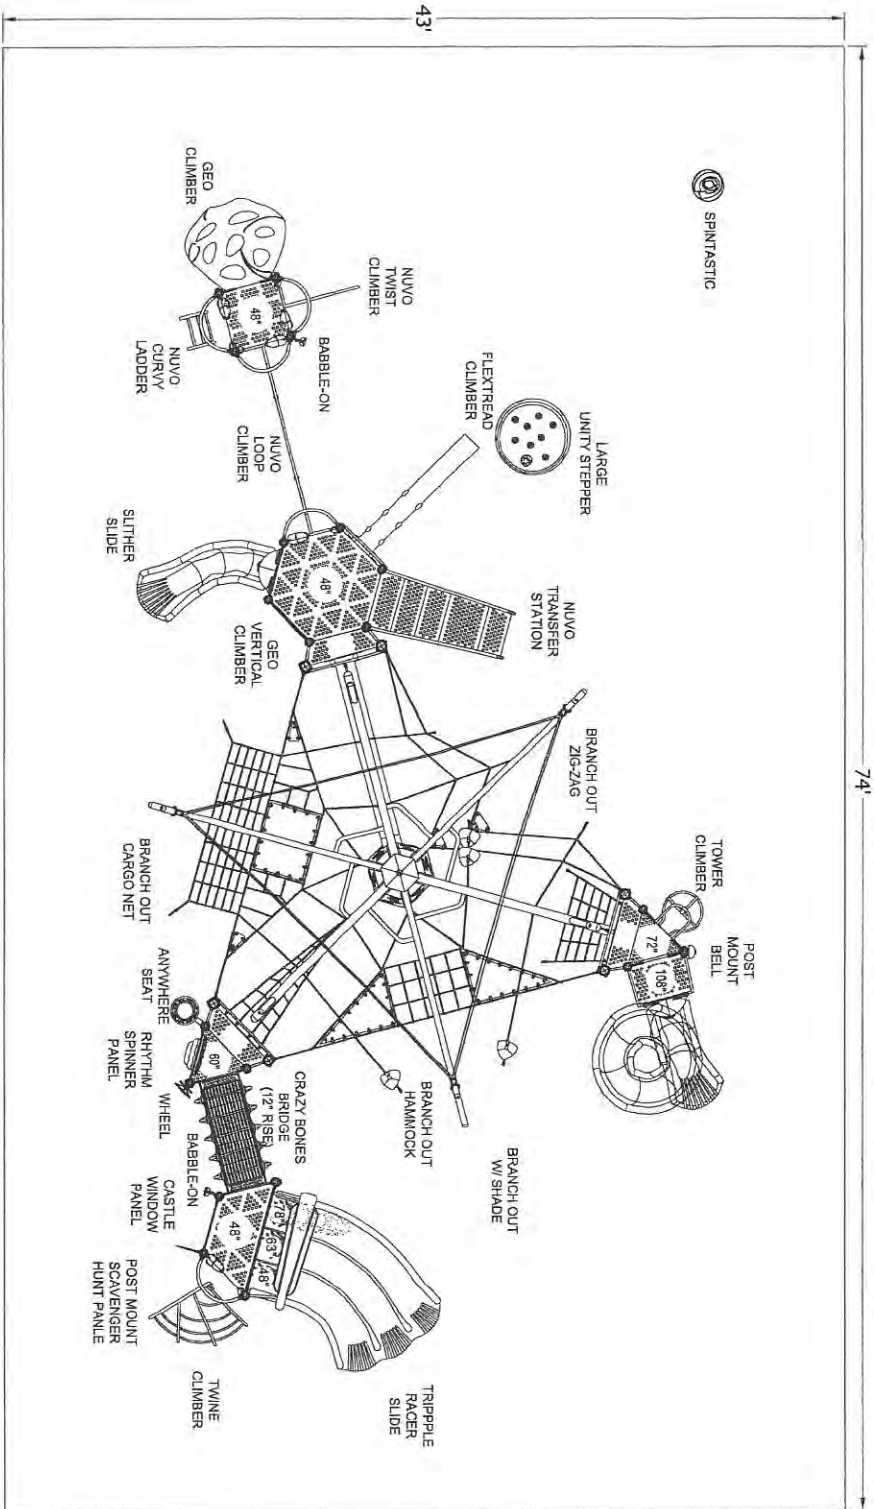 43'
74'
SPINTASTIC
GEO
CLIMBER
NUVO
TWIST
CLIMBER
48"
BABBLE-ON
NUVO
CURVY
LADDER
NUVO
LOOP
CLIMBER
FLEXTREAD
CLIMBER
LARGE
UNITY STEPPER
SLITHER
SLIDE
48"
NUVO
TRANSFER
STATION
GEO
VERTICAL
CLIMBER
BRANCH OUT
ZIG-ZAG
TOWER
CLIMBER
POST
MOUNT
BELL
72"
108"
BRANCH OUT
CARGO NET
ANYWHERE
SEAT
RHYTHM
SPINNER
PANEL
60"
WHEEL
CRAZY BONES
BRIDGE
(12" RISE)
BRANCH OUT
HAMMOCK
BRANCH OUT
W/ SHADE
BABBLE-ON
CASTLE
WINDOW
PANEL
48"
78"
63"
48"
POST MOUNT
SCAVENGER
HUNT PANLE
TWINE
CLIMBER
TRIPPPLE
RACER
SLIDE